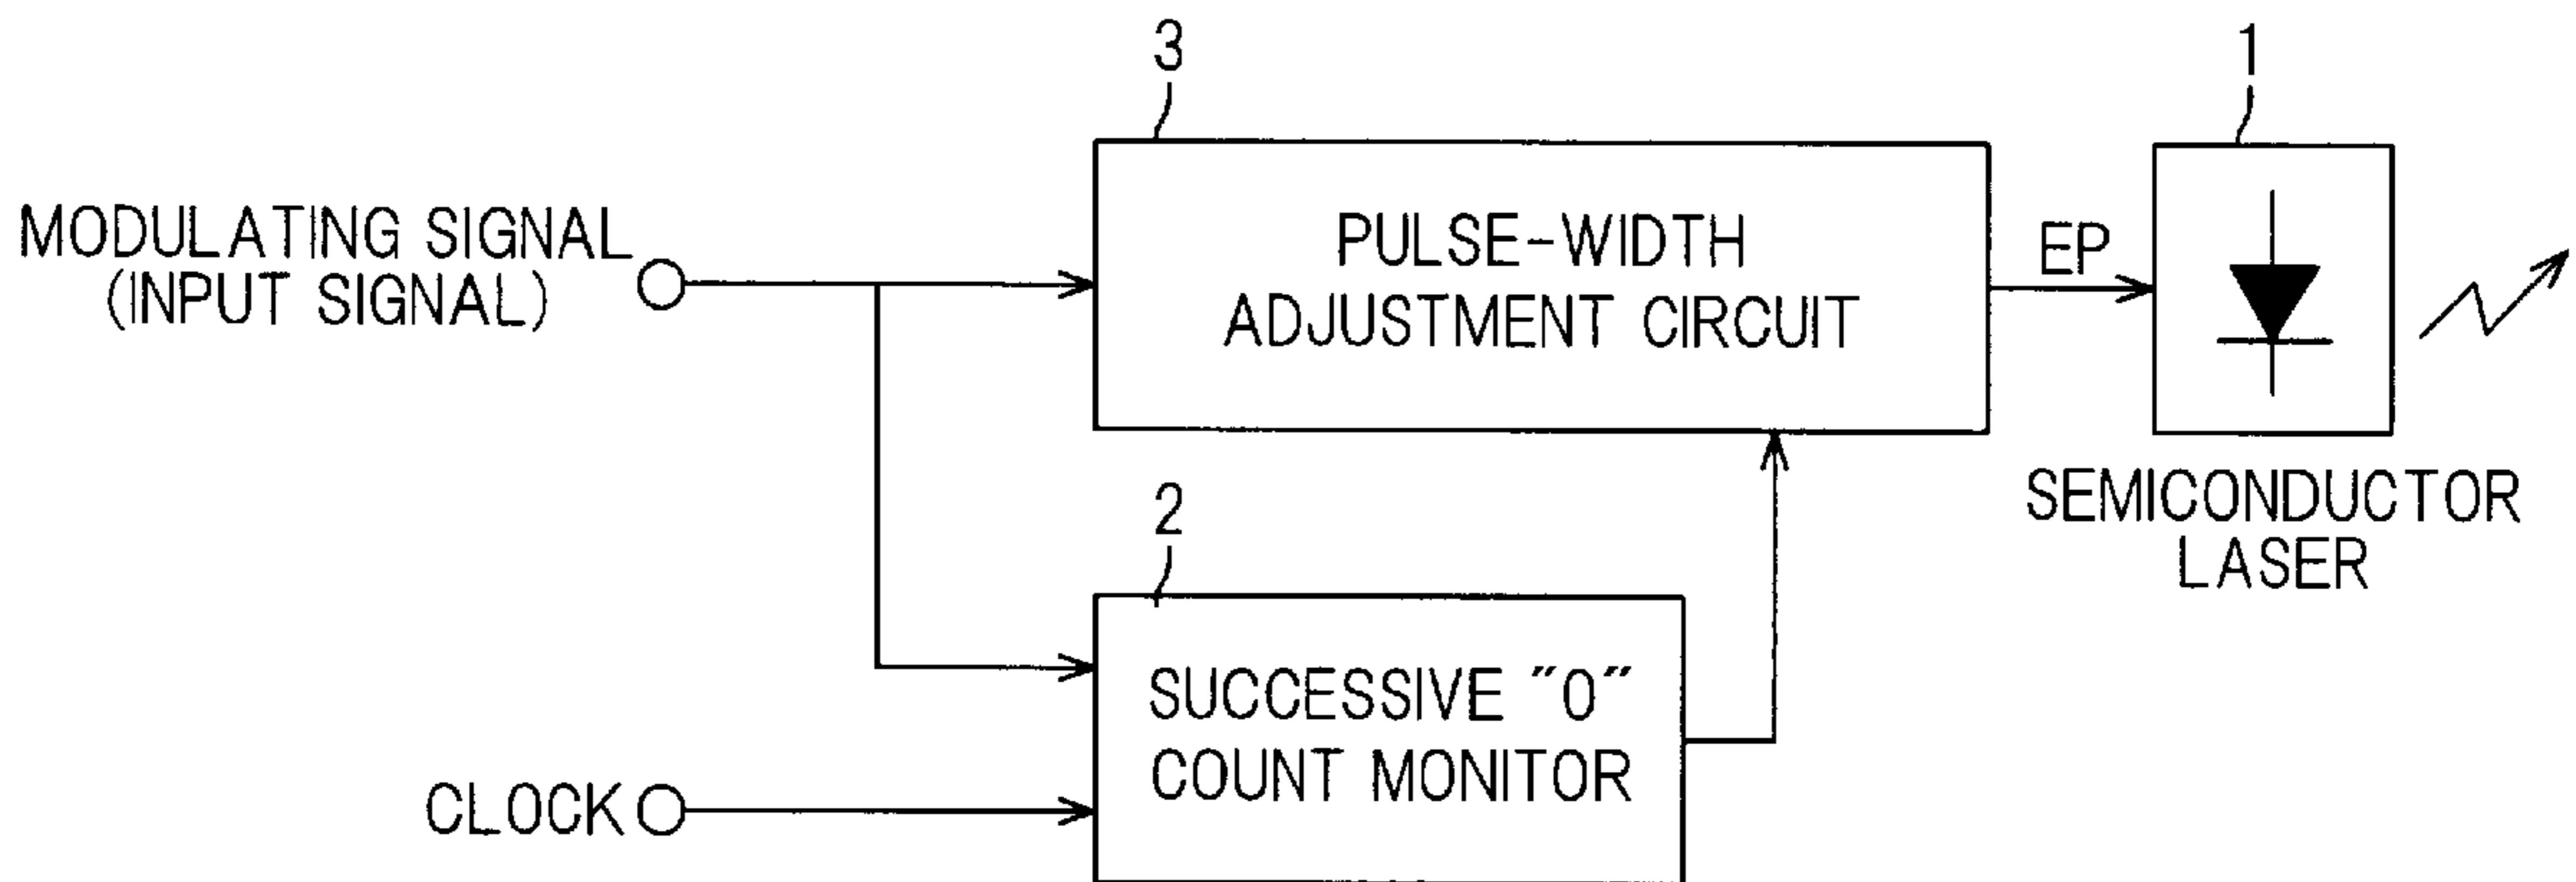 3
1
MODULATING SIGNAL
(INPUT SIGNAL)
PULSE-WIDTH
ADJUSTMENT CIRCUIT
EP
SEMICONDUCTOR
LASER
2
SUCCESSIVE "0"
COUNT MONITOR
CLOCK